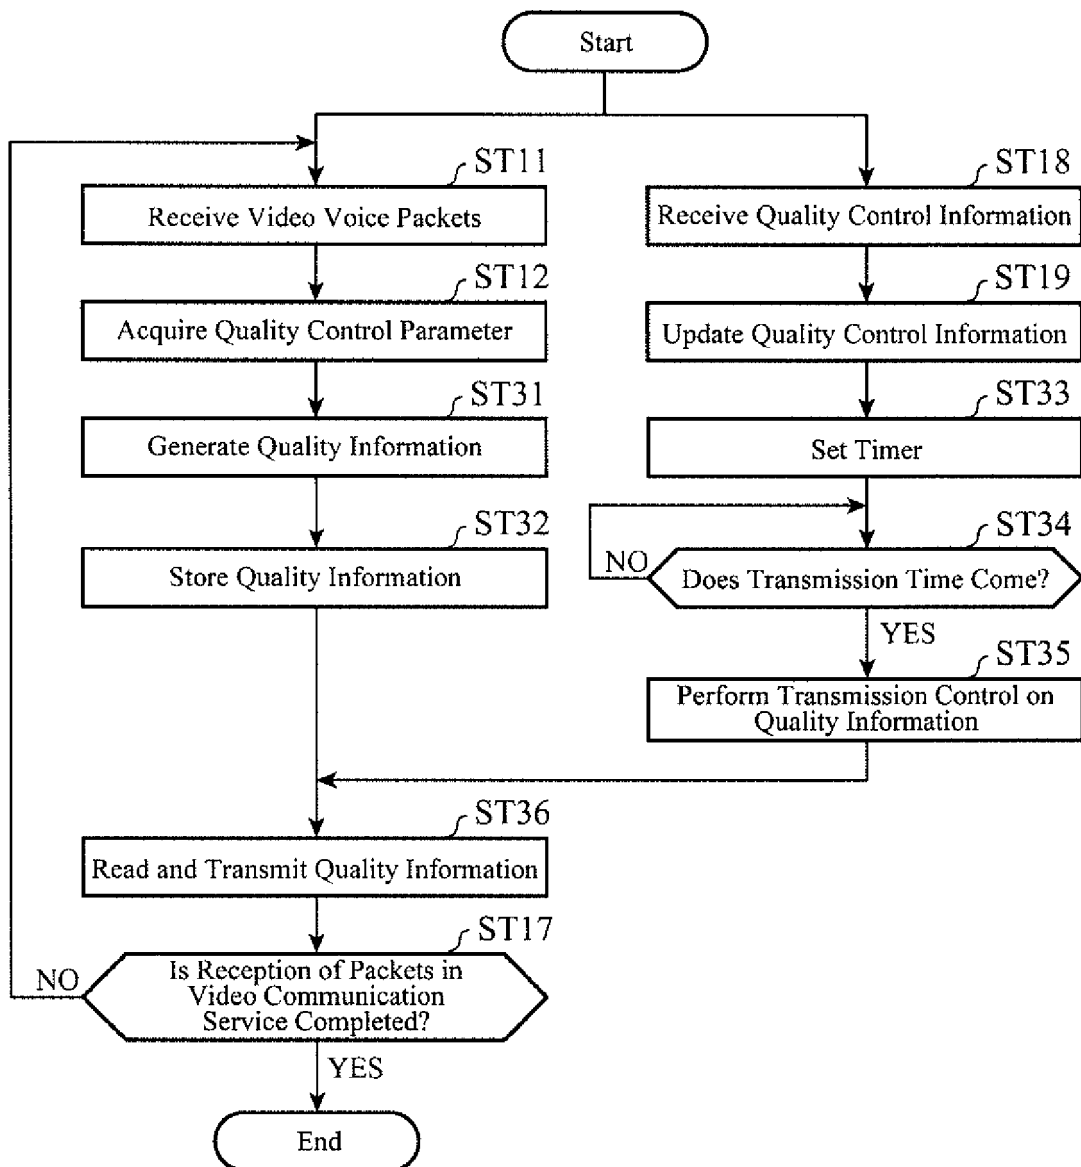 Start
ST11
Receive Video Voice Packets
ST12
Acquire Quality Control Parameter
ST31
Generate Quality Information
ST32
Store Quality Information
ST18
Receive Quality Control Information
ST19
Update Quality Control Information
ST33
Set Timer
ST34
NO
Does Transmission Time Come?
YES
ST35
Perform Transmission Control on
Quality Information
ST36
Read and Transmit Quality Information
ST17
NO
Is Reception of Packets in
Video Communication
Service Completed?
YES
End